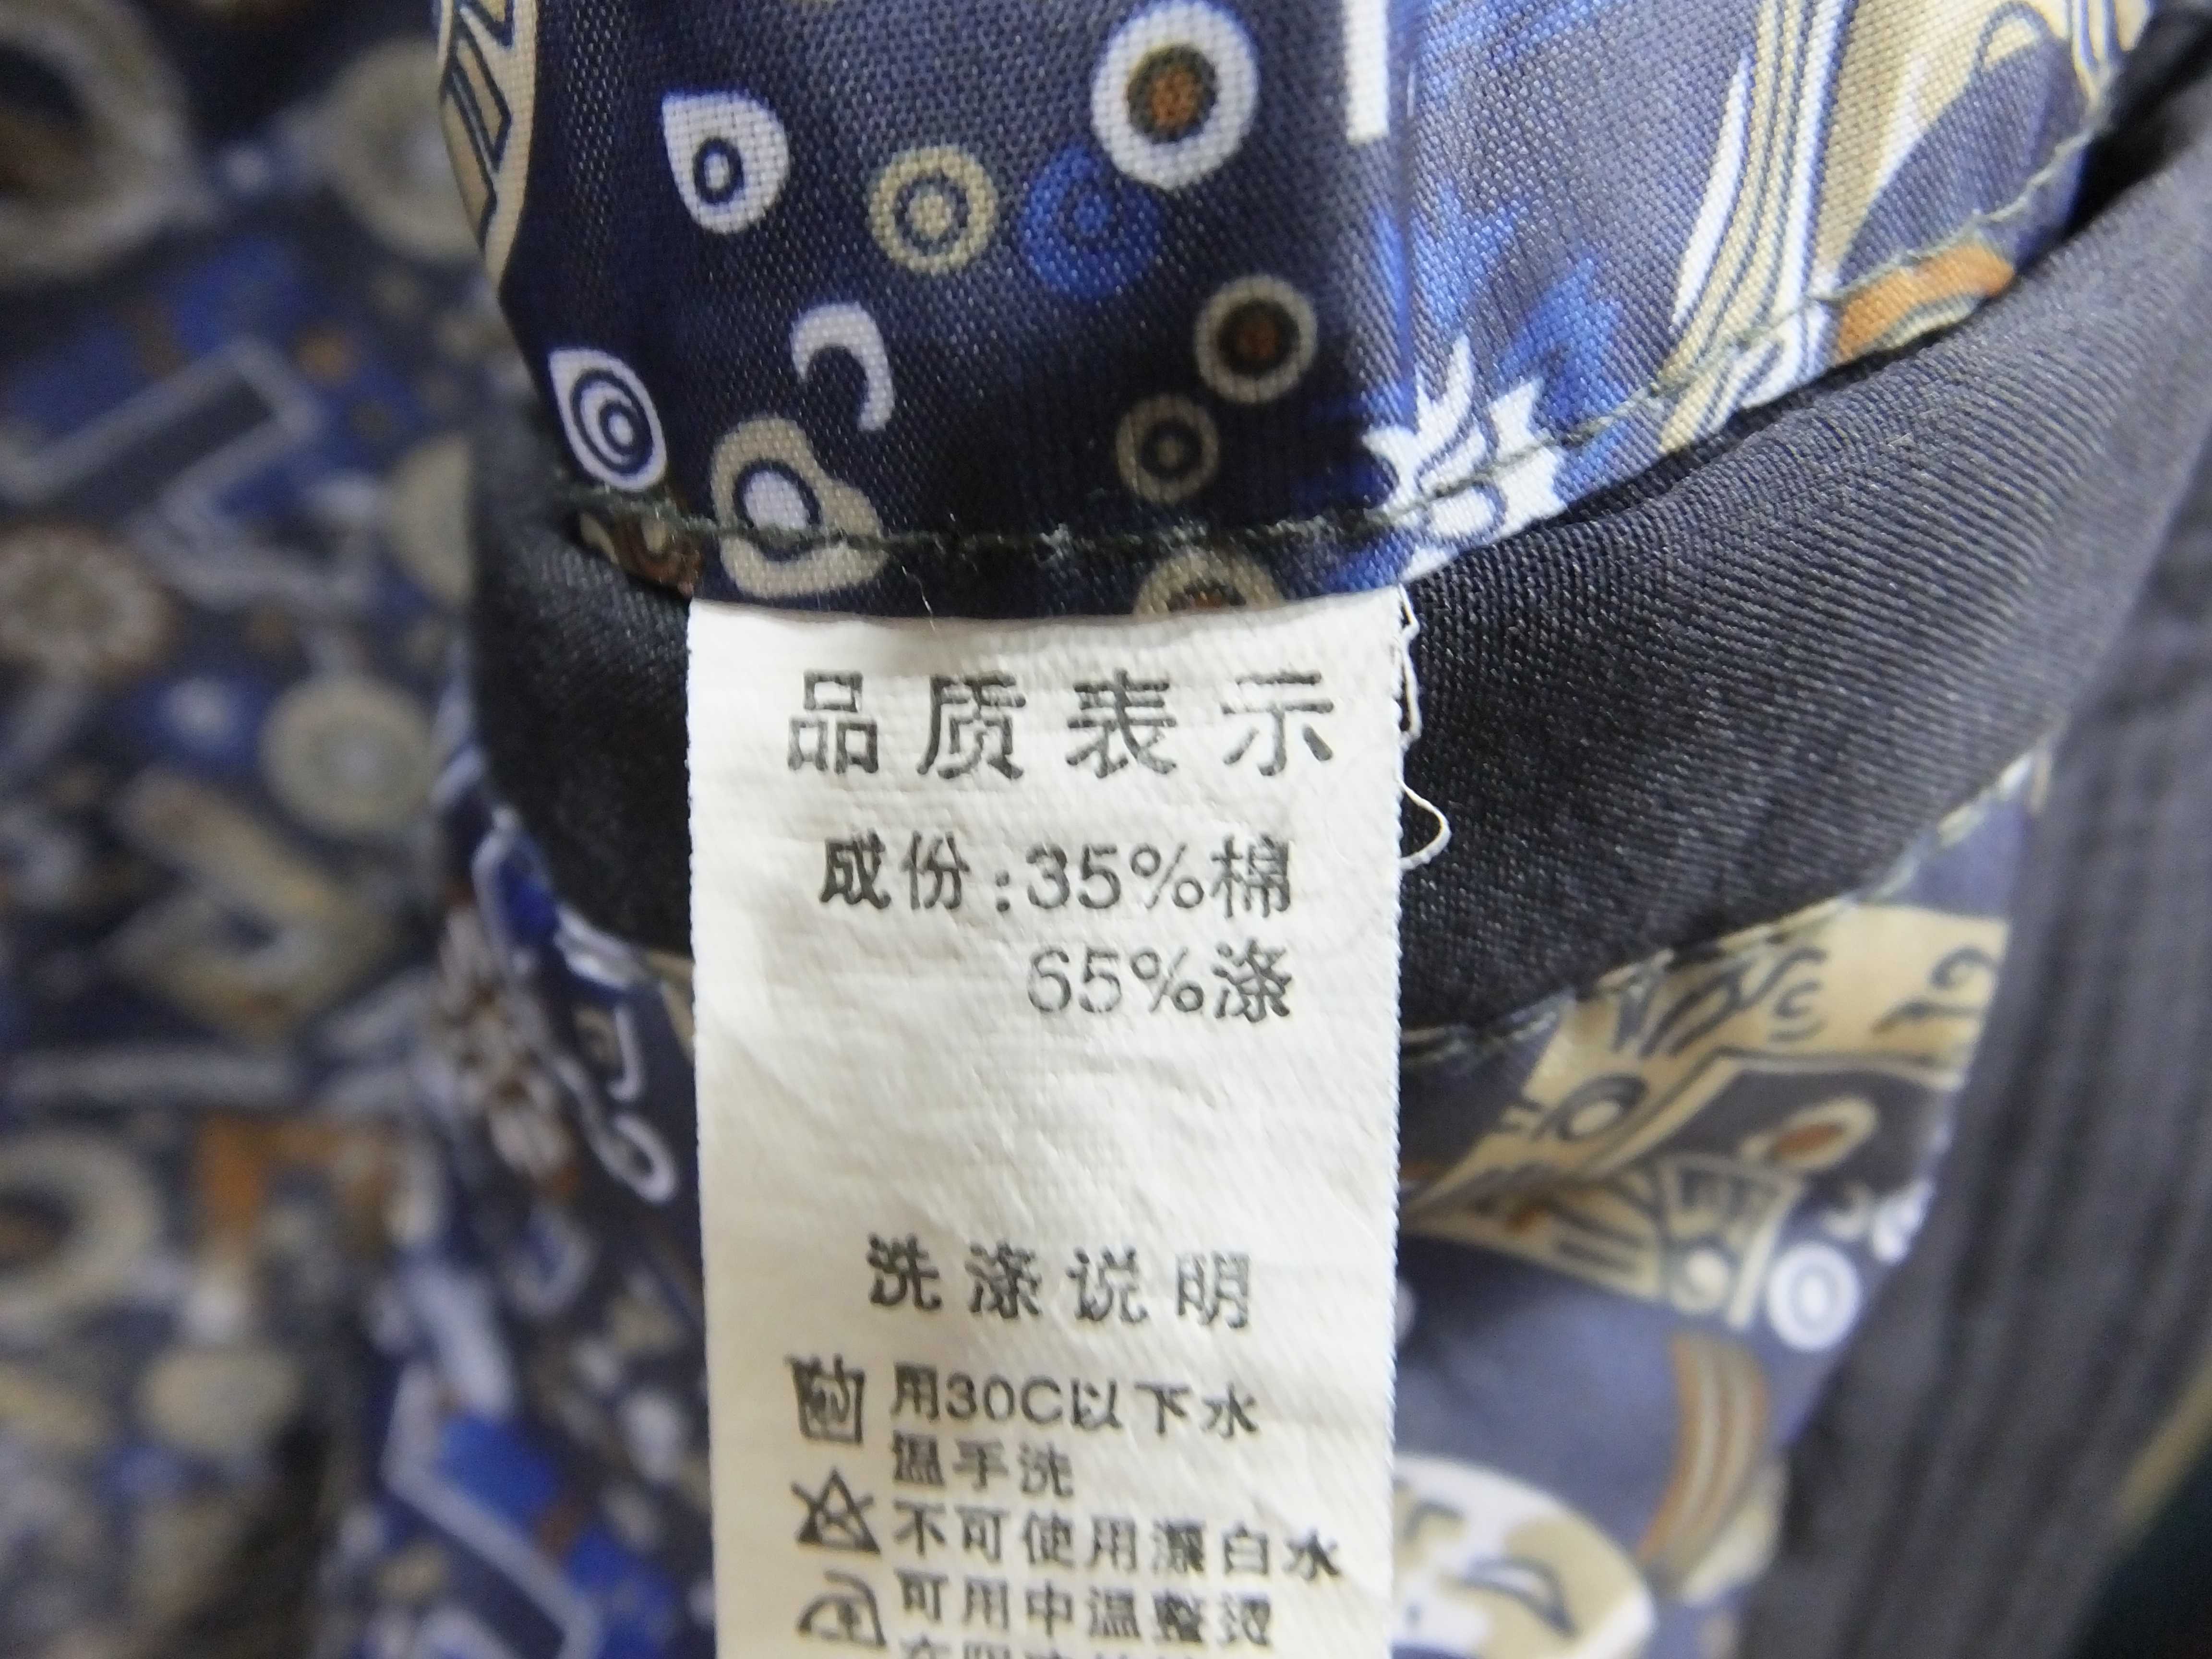 品质表示
成份:35%棉
65%涤
洗涤说明
用30C以下水
温手洗
不可使用漂白水
可用中温整烫